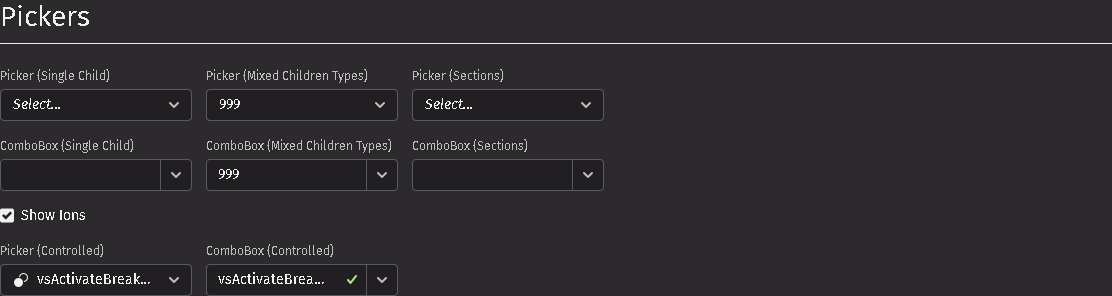 Pickers
Picker (Single Child) Picker (Mixed Children Types) Picker (Sections)
Select... 999 Select...
ComboBox (Single Child) ComboBox (Mixed Children Types) ComboBox (Sections)
999
Show Ions
Picker (Controlled) ComboBox (Controlled)
vsActivateBreak... vsActivateBrea...